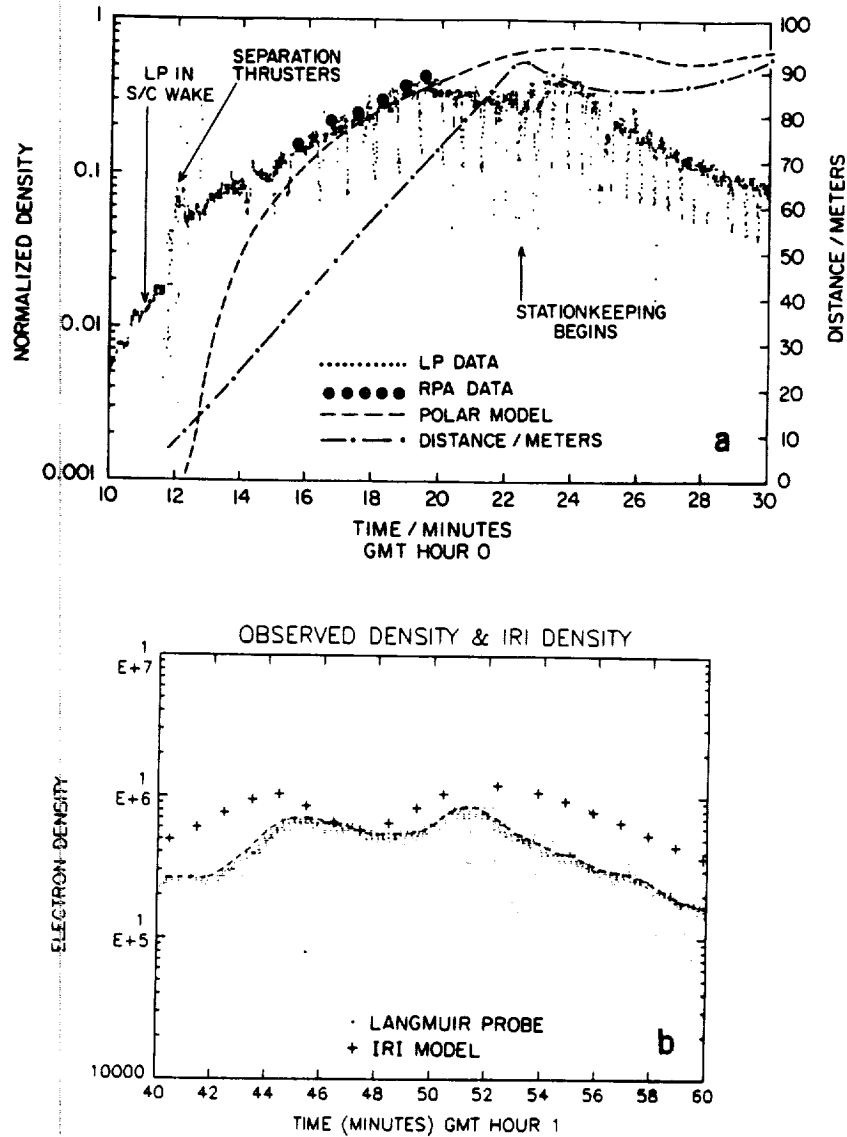 1
0.1
0.01
0.001
NORMALIZED DENSITY
LP IN
S/C WAKE
SEPARATION
THRUSTERS
STATIONKEEPING
BEGINS
LP DATA
RPA DATA
POLAR MODEL
DISTANCE / METERS
a
100
90
80
70
60
50
40
30
20
10
0
DISTANCE / METERS
10 12 14 16 18 20 22 24 26 28 30
TIME / MINUTES
GMT HOUR 0
OBSERVED DENSITY & IRI DENSITY
1
E+7
1
E+6
1
E+5
10000
ELECTRON DENSITY
LANGMUIR PROBE
+ IRI MODEL
b
40 42 44 46 48 50 52 54 56 58 60
TIME (MINUTES) GMT HOUR 1